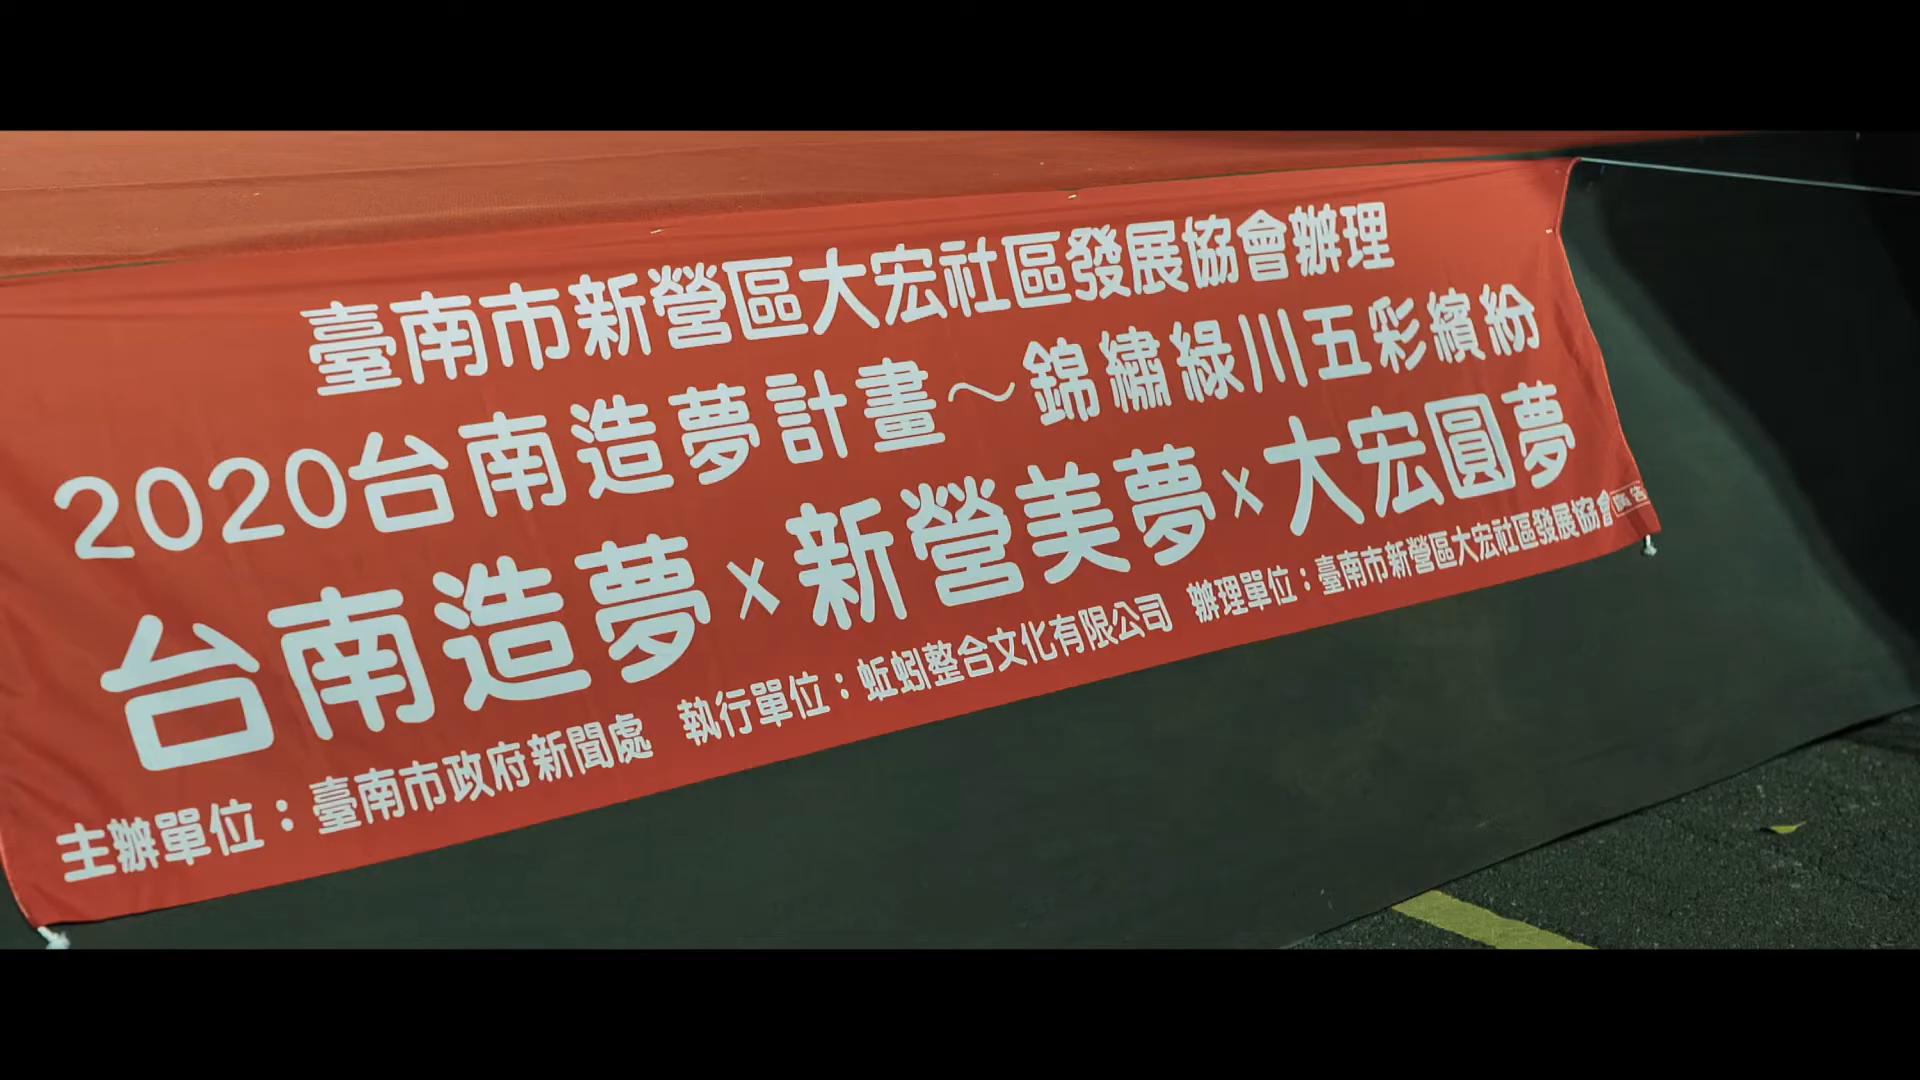 臺南市新營區大宏社區發展協會辦理
2020台南造夢計畫～錦繡綠川五彩繽紛
台南造夢×新營美夢×大宏圓夢
主辦單位：臺南市政府新聞處 執行單位：蚯蚓整合文化有限公司 辦理單位：臺南市新營區大宏社區發展協會 廣告